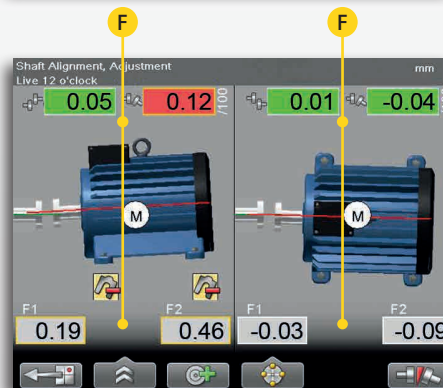 F F
Shaft Alignment, Adjustment mm
Live 12 o'clock
0.05 0.12 /100 0.01 -0.04
M M
F1 F2 F1 F2
0.19 0.46 -0.03 -0.09